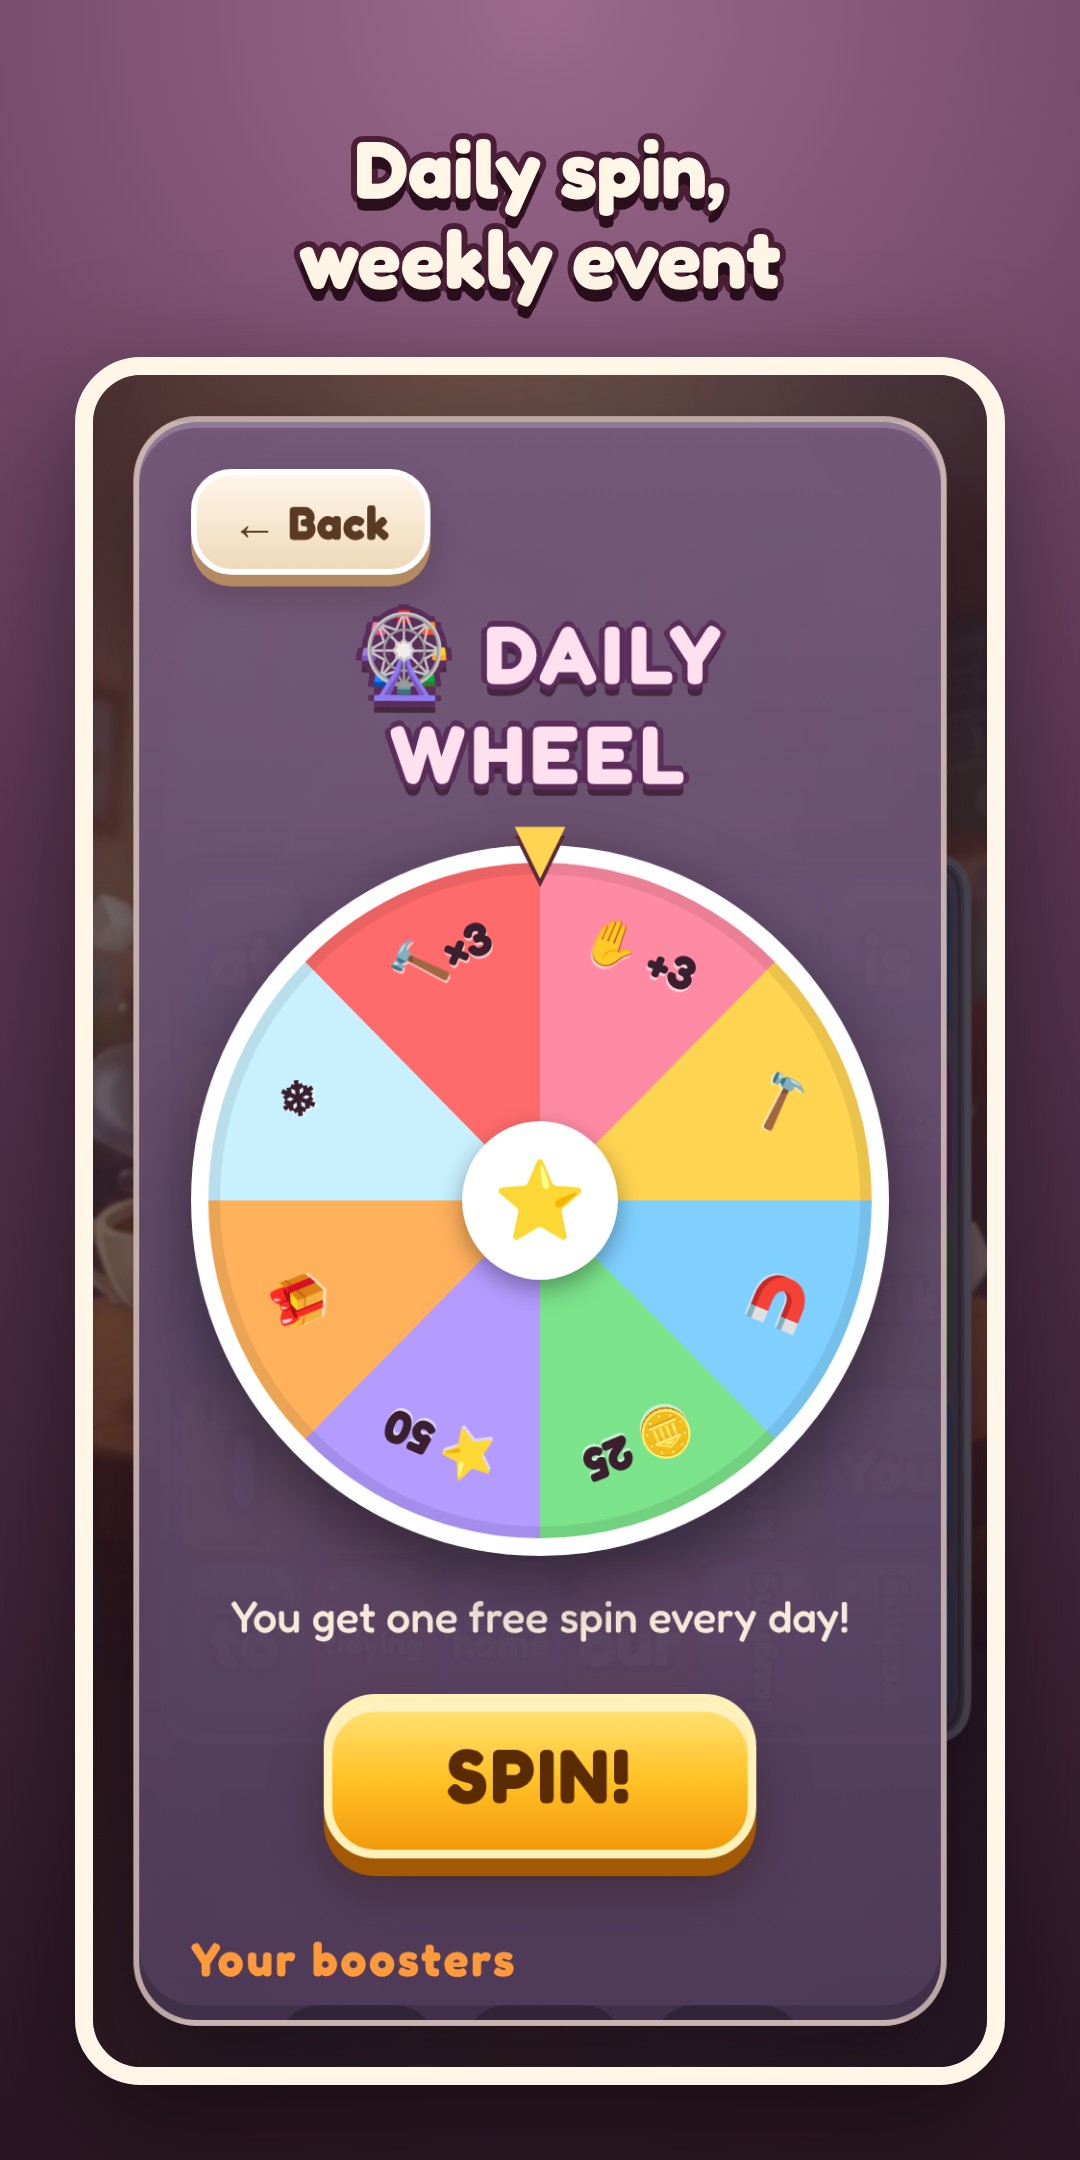 Daily spin,
weekly event
← Back
DAILY
WHEEL
×3
×3
50
25
You get one free spin every day!
SPIN!
Your boosters